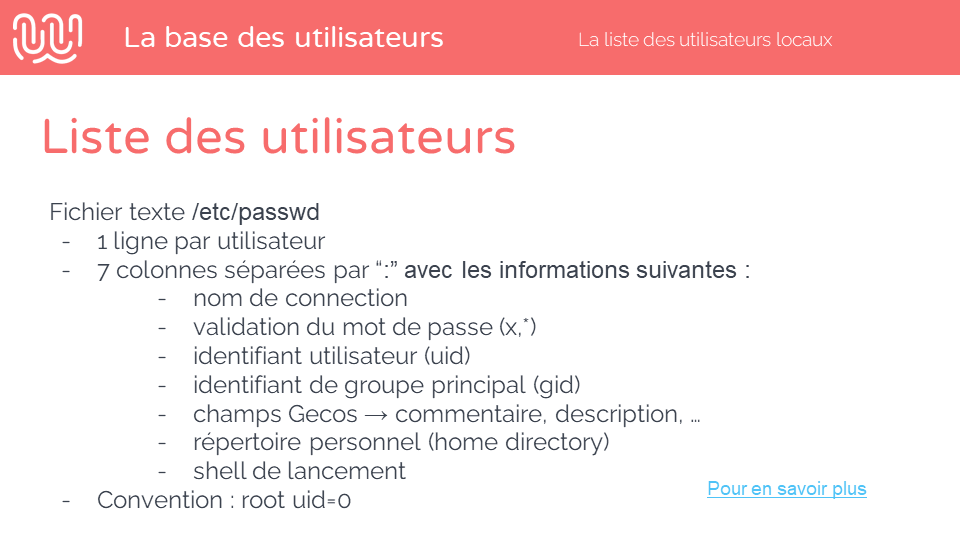 La base des utilisateurs
La liste des utilisateurs locaux
Liste des utilisateurs
Fichier texte /etc/passwd
- 1 ligne par utilisateur
- 7 colonnes séparées par “:” avec les informations suivantes :
- nom de connection
- validation du mot de passe (x,*)
- identifiant utilisateur (uid)
- identifiant de groupe principal (gid)
- champs Gecos → commentaire, description, …
- répertoire personnel (home directory)
- shell de lancement
- Convention : root uid=0
Pour en savoir plus